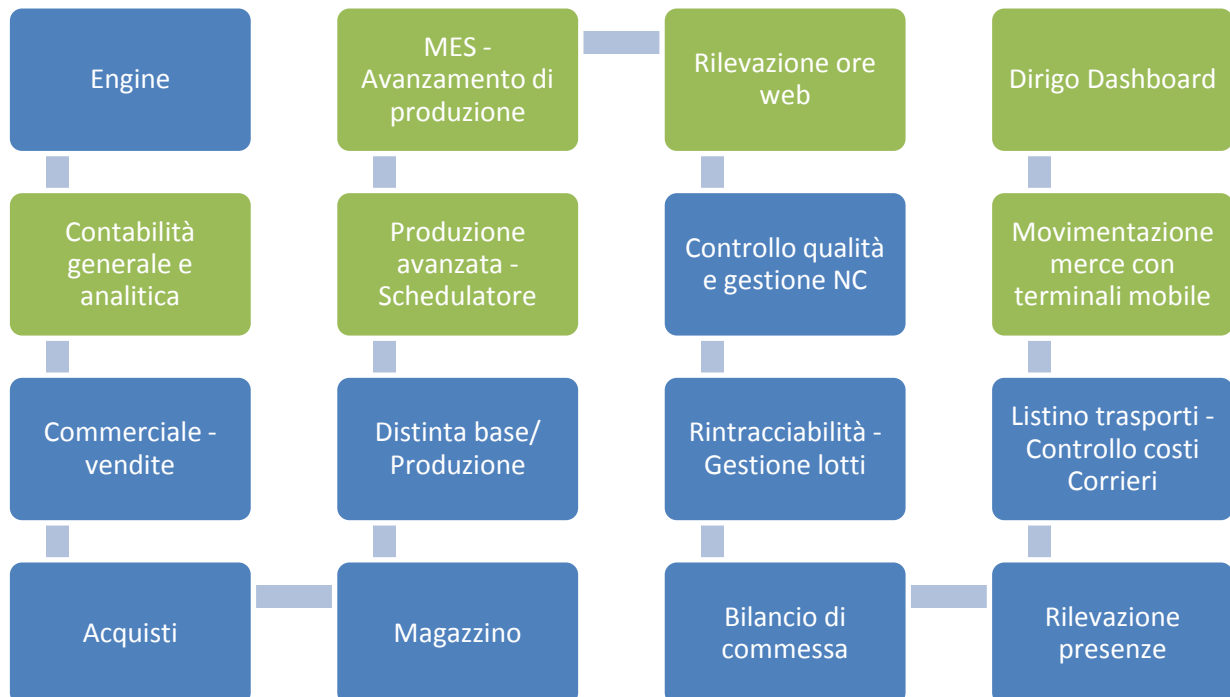 Engine
Contabilità
generale e
analitica
Commerciale -
vendite
Acquisti
Magazzino
Distinta base/
Produzione
Produzione
avanzata -
Schedulatore
MES -
Avanzamento di
produzione
Rilevazione ore
web
Controllo qualità
e gestione NC
Rintracciabilità -
Gestione lotti
Bilancio di
commessa
Rilevazione
presenze
Listino trasporti -
Controllo costi
Corrieri
Movimentazione
merce con
terminali mobile
Dirigo Dashboard